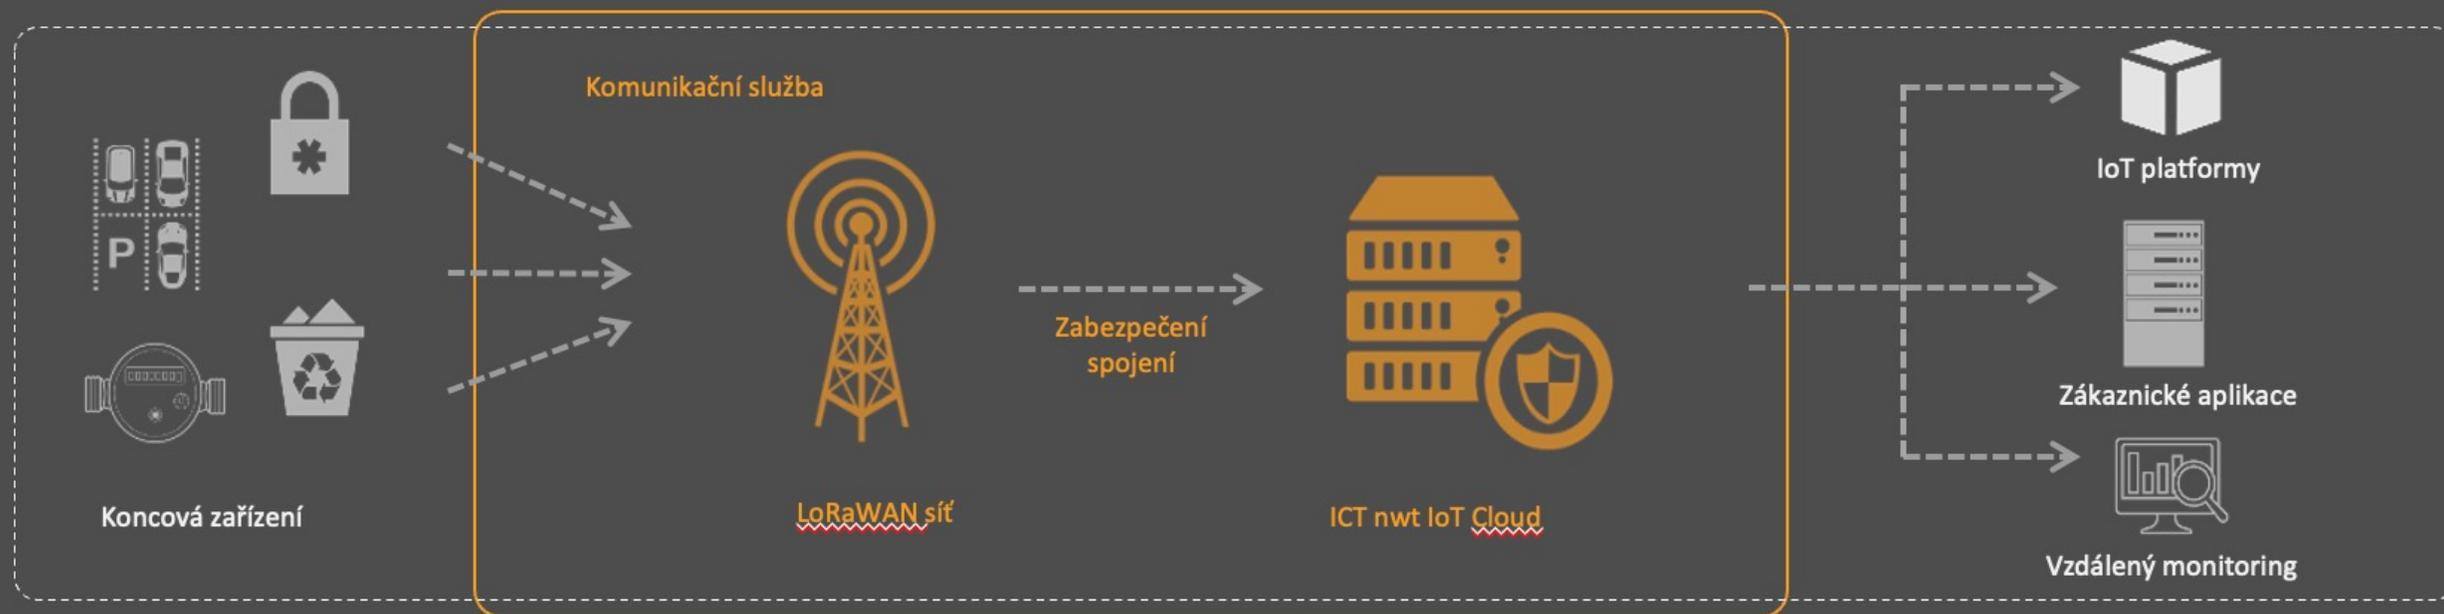 Komunikační služba
P
Zabezpečení
spojení
Koncová zařízení
LoRaWAN síť
ICT nwt IoT Cloud
IoT platformy
Zákaznické aplikace
Vzdálený monitoring